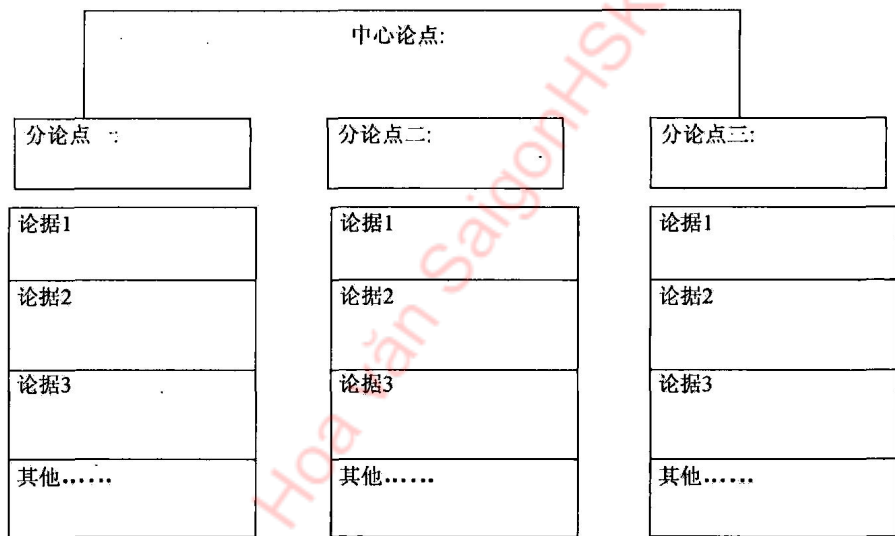 中心论点:
分论点一:
分论点二:
分论点三:
论据1
论据1
论据1
论据2
论据2
论据2
论据3
论据3
论据3
其他……
其他……
其他……
Hoa văn SaigonHSK